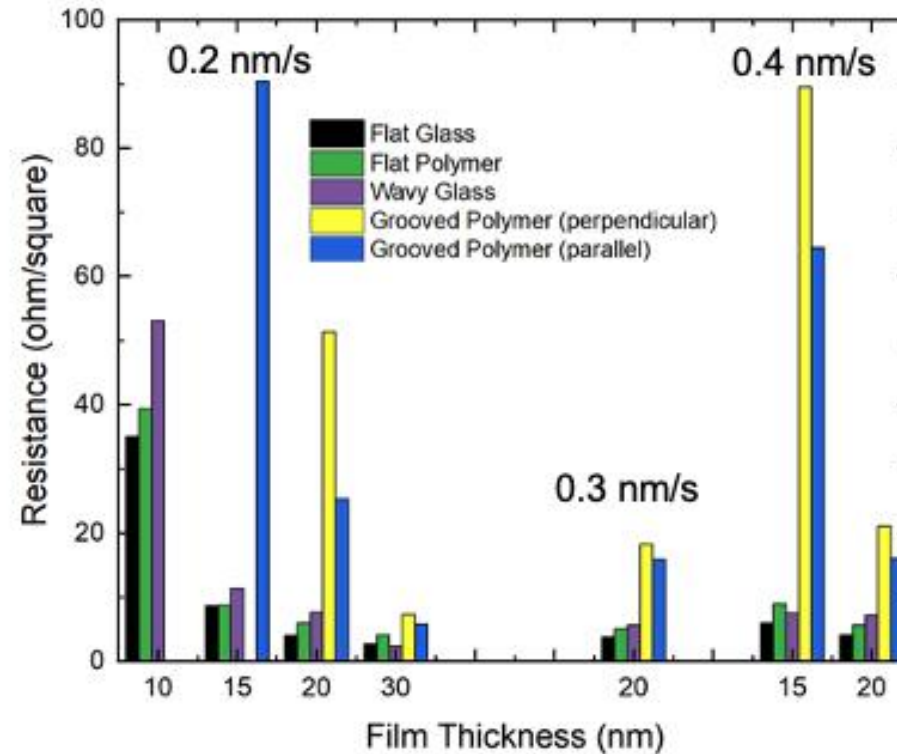 100
80
60
40
20
0
Resistance (ohm/square)
0.2 nm/s
0.4 nm/s
Flat Glass
Flat Polymer
Wavy Glass
Grooved Polymer (perpendicular)
Grooved Polymer (parallel)
0.3 nm/s
10 15 20 30 20 15 20
Film Thickness (nm)